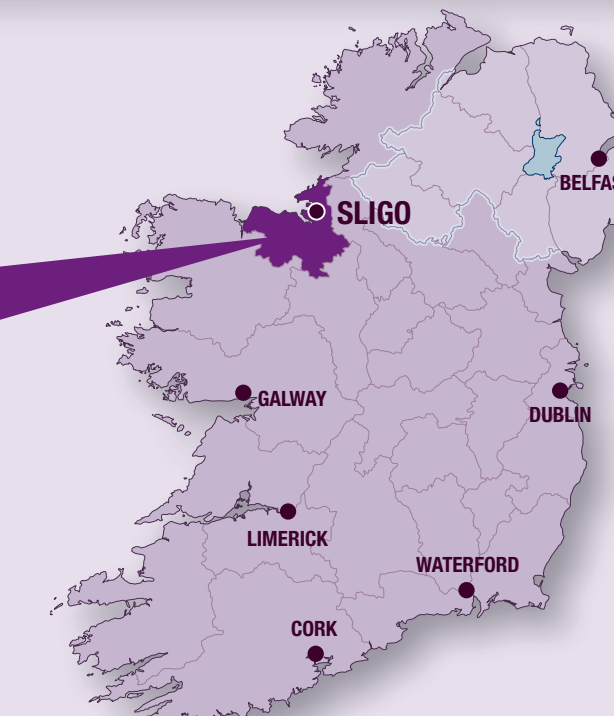 BELFAS
SLIGO
GALWAY
DUBLIN
LIMERICK
WATERFORD
CORK